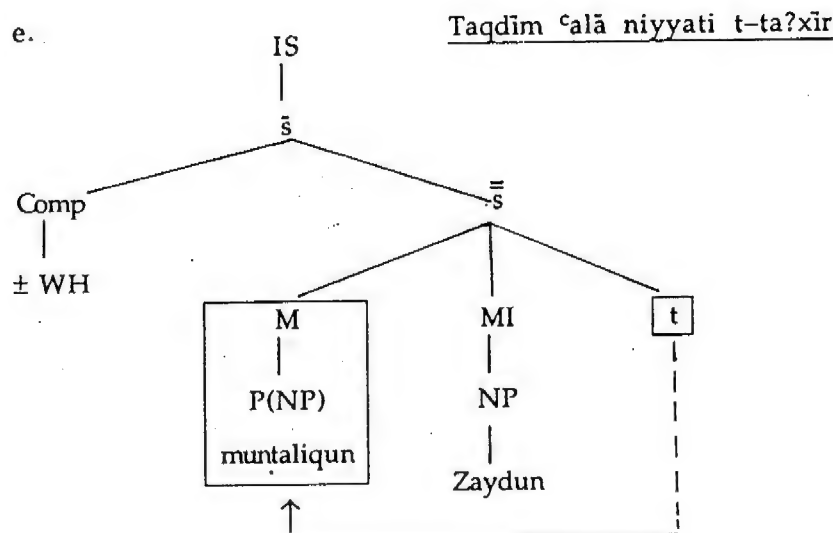 e. Taqdīm ᶜalā niyyati t–ta?xīr
IS
s̄
Comp s̿
± WH
M MI t
P(NP) NP
muntaliqun Zaydun